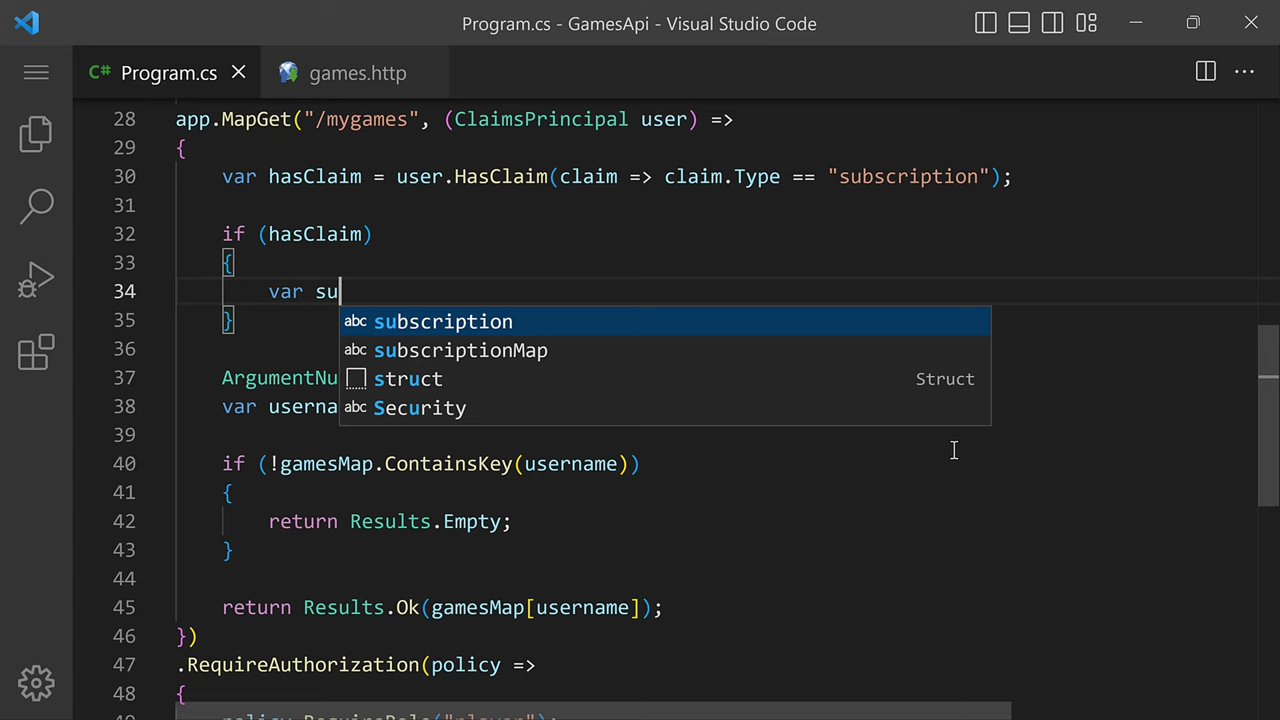 Program.cs - GamesApi - Visual Studio Code
C# Program.cs games.http
28 app.MapGet("/mygames", (ClaimsPrincipal user) =>
29 {
30 var hasClaim = user.HasClaim(claim => claim.Type == "subscription");
31
32 if (hasClaim)
33 {
34 var su
abc subscription
35 }
36
abc subscriptionMap
37 ArgumentNu
struct Struct
38 var userna
abc Security
39
40 if (!gamesMap.ContainsKey(username))
41 {
42 return Results.Empty;
43 }
44
45 return Results.Ok(gamesMap[username]);
46 })
47 .RequireAuthorization(policy =>
48 {